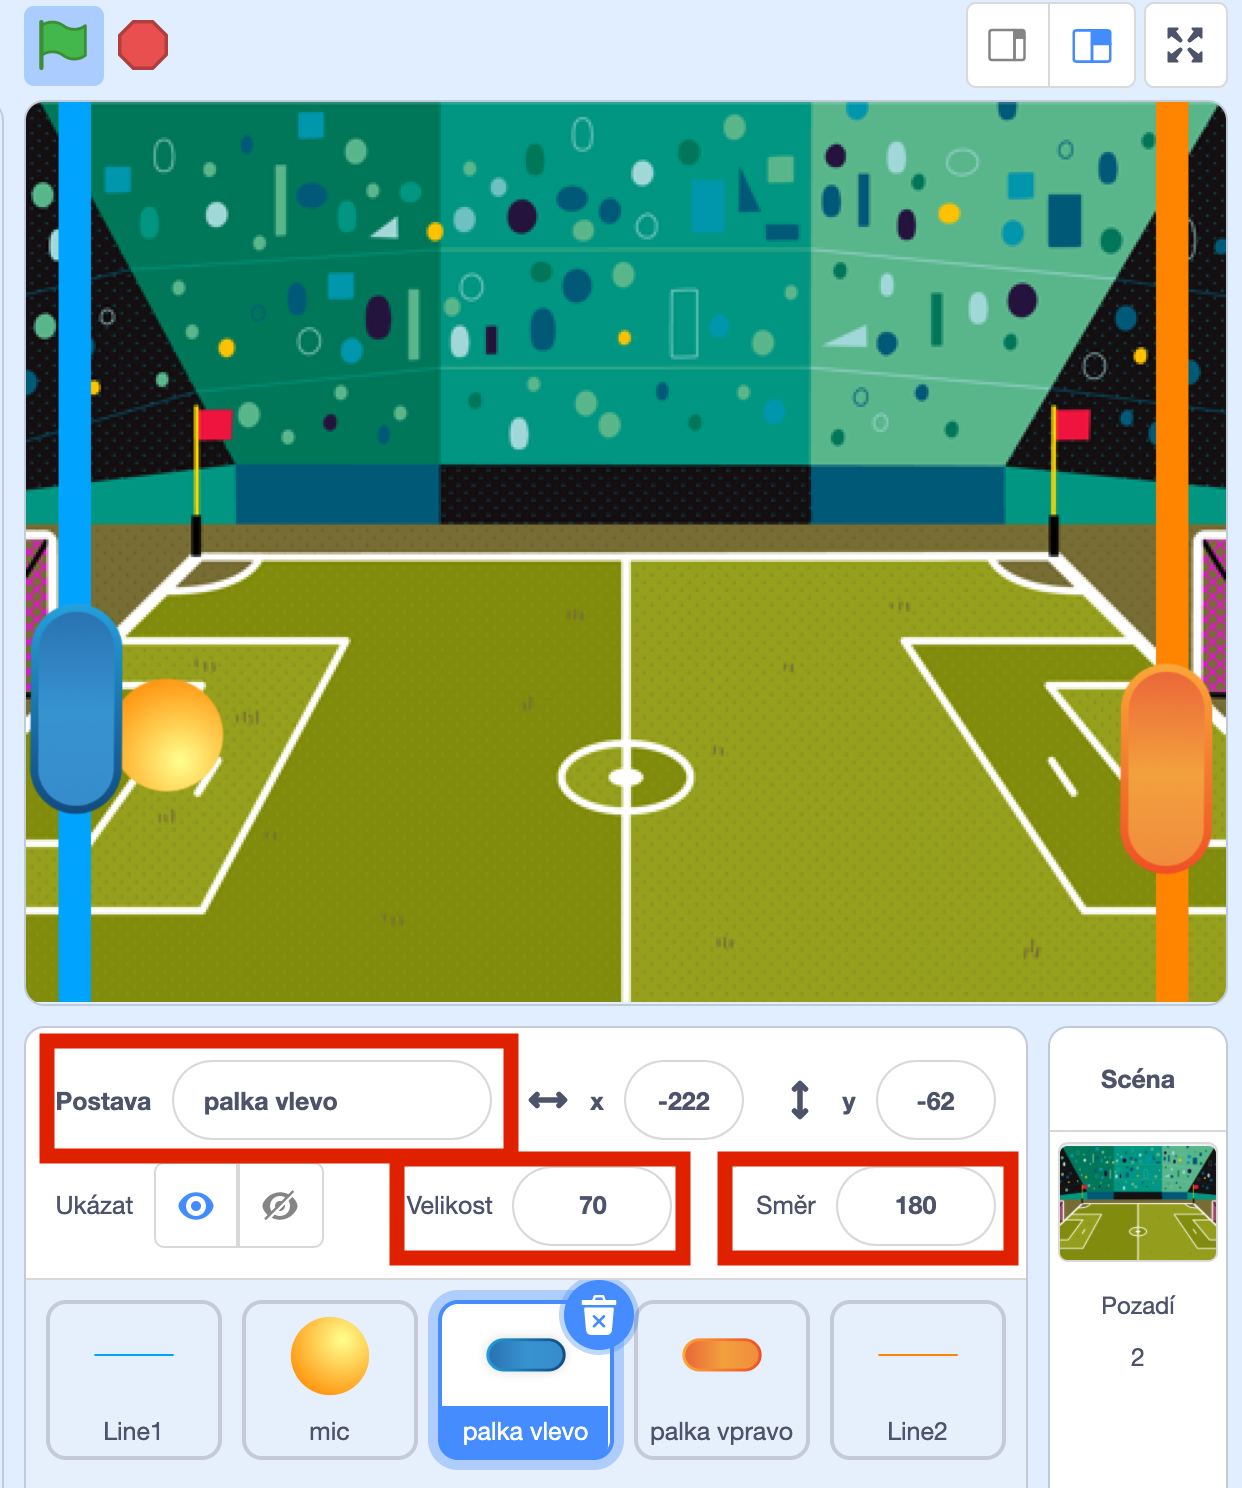 Postava palka vlevo x -222 y -62
Ukázat Velikost 70 Směr 180
Scéna
Pozadí
2
Line1 mic palka vlevo palka vpravo Line2